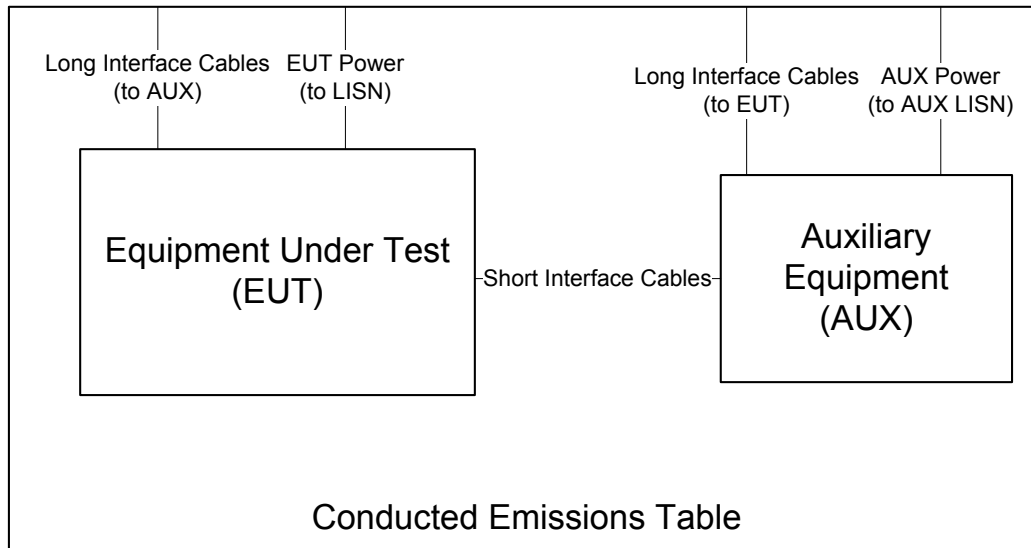 Long Interface Cables
(to AUX)
EUT Power
(to LISN)
Long Interface Cables
(to EUT)
AUX Power
(to AUX LISN)
Equipment Under Test
(EUT)
Short Interface Cables
Auxiliary
Equipment
(AUX)
Conducted Emissions Table